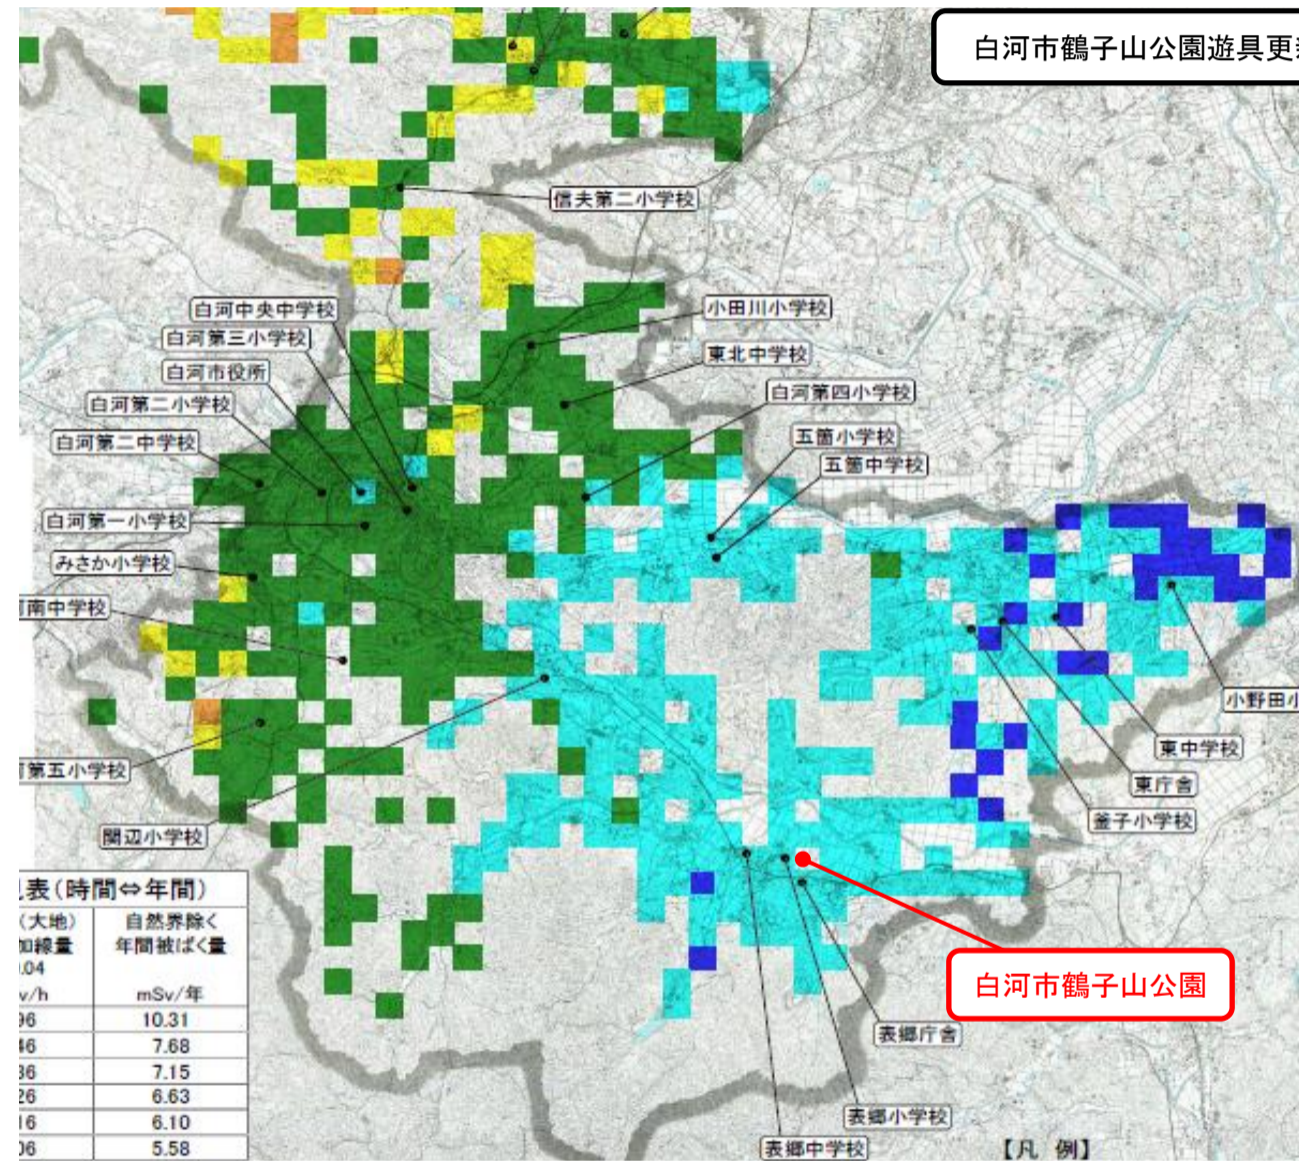 白河市鶴子山公園遊具更
信夫第二小学校
白河中央中学校
小田川小学校
白河第三小学校
東北中学校
白河市役所
白河第四小学校
白河第二小学校
五箇小学校
白河第二中学校
五箇中学校
白河第一小学校
みさか小学校
南中学校
小野田小
東中学校
第五小学校
東庁舎
釜子小学校
関辺小学校
表(時間⇔年間)
(大地)
加線量
.04
v/h
自然界除く
年間被ばく量
mSv/年
96 10.31
46 7.68
36 7.15
26 6.63
16 6.10
06 5.58
白河市鶴子山公園
表郷庁舎
表郷小学校
表郷中学校
【凡 例】